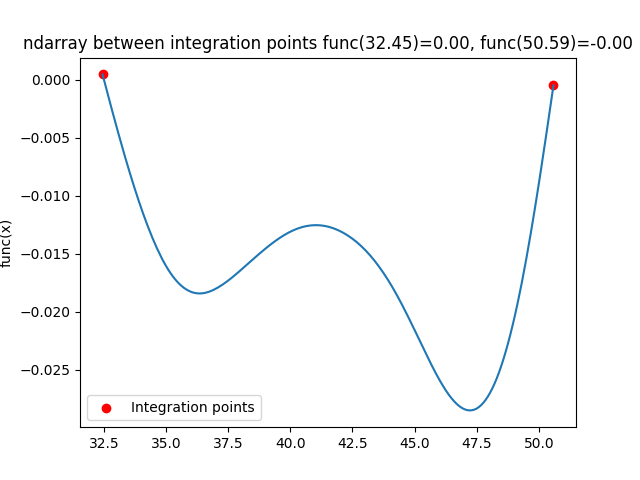 ndarray between integration points func(32.45)=0.00, func(50.59)=-0.00
0.000
−0.005
−0.010
−0.015
−0.020
−0.025
func(x)
Integration points
32.5 35.0 37.5 40.0 42.5 45.0 47.5 50.0